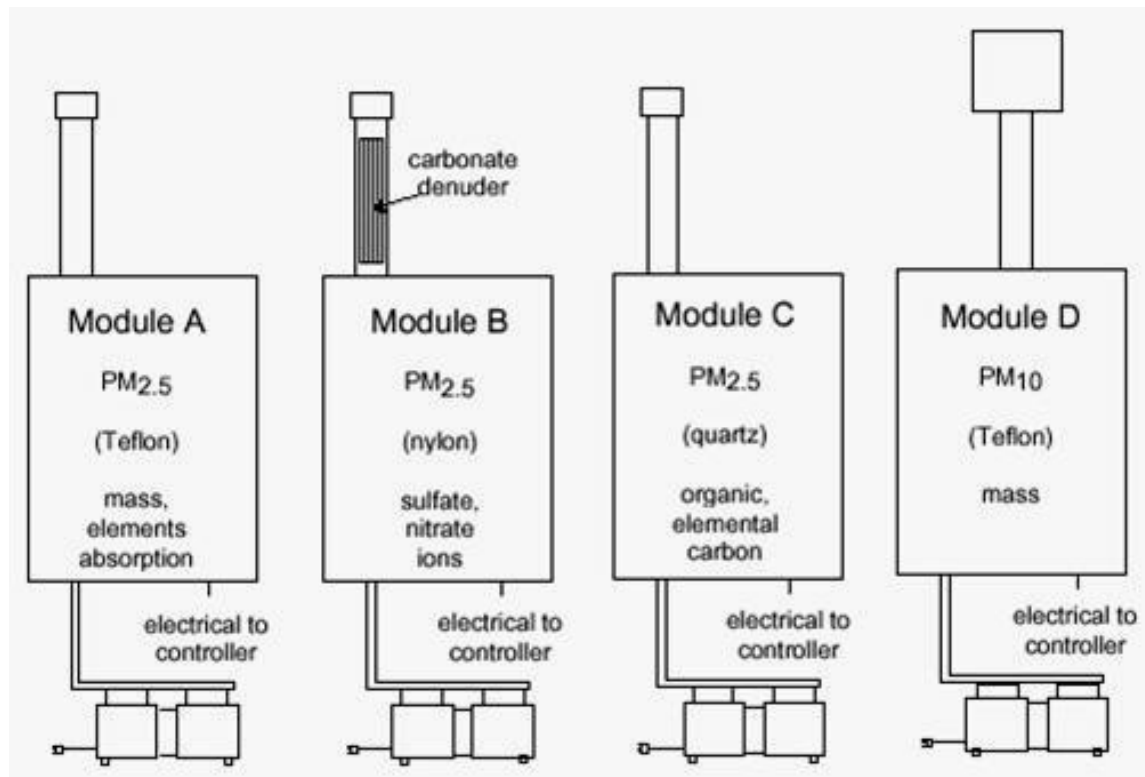 carbonate
denuder
Module A
PM2.5
(Teflon)
mass,
elements
absorption
electrical to
controller
Module B
PM2.5
(nylon)
sulfate,
nitrate
ions
electrical to
controller
Module C
PM2.5
(quartz)
organic,
elemental
carbon
electrical to
controller
Module D
PM10
(Teflon)
mass
electrical to
controller